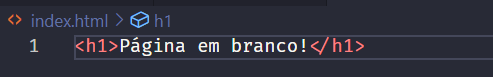 index.html > h1
1 <h1>Página em branco!</h1>